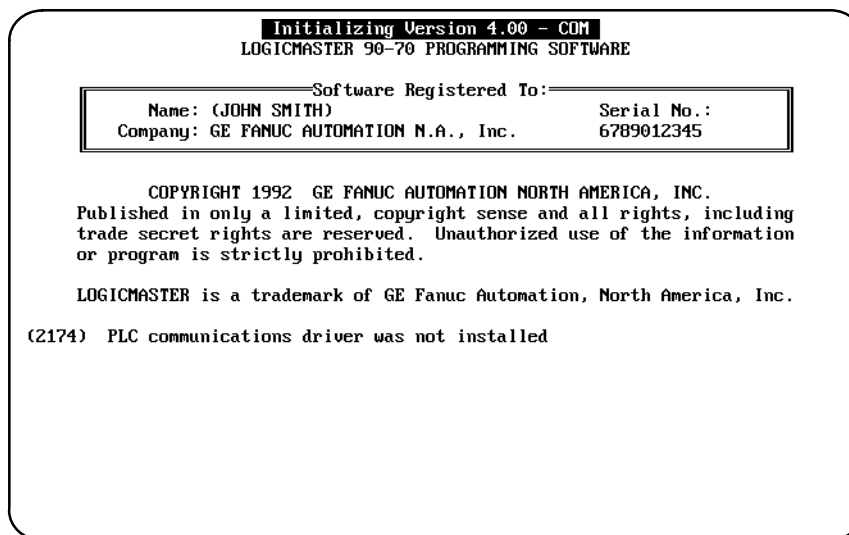 Initializing Version 4.00 - COM
LOGICMASTER 90-70 PROGRAMMING SOFTWARE
Software Registered To:
Name: (JOHN SMITH) Serial No.:
Company: GE FANUC AUTOMATION N.A., Inc. 6789012345
COPYRIGHT 1992 GE FANUC AUTOMATION NORTH AMERICA, INC.
Published in only a limited, copyright sense and all rights, including
trade secret rights are reserved. Unauthorized use of the information
or program is strictly prohibited.
LOGICMASTER is a trademark of GE Fanuc Automation, North America, Inc.
(2174) PLC communications driver was not installed